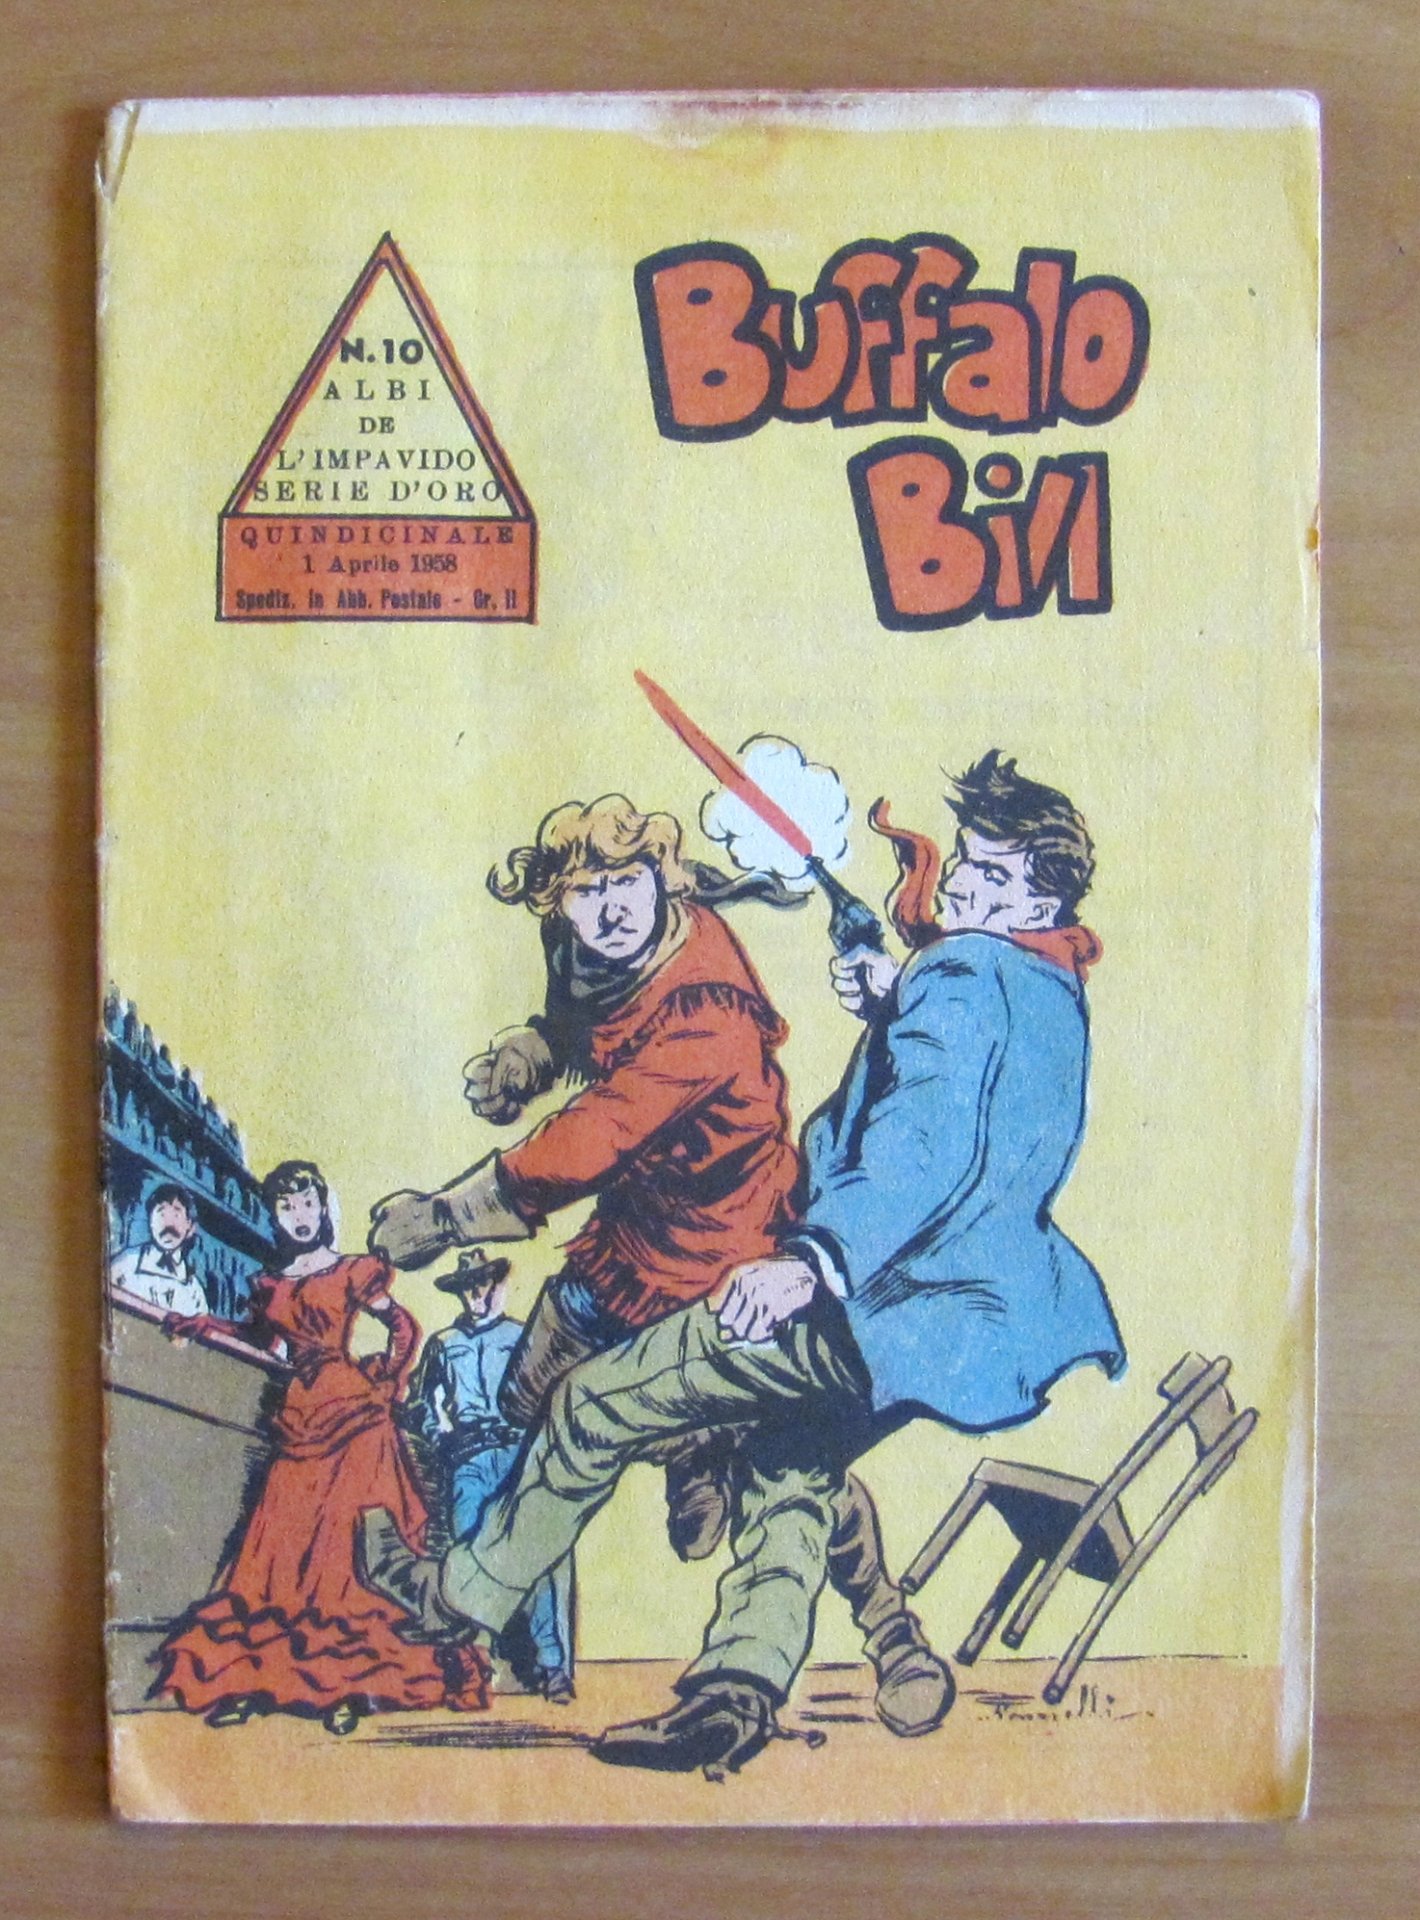 N.10
ALBI
DE
L'IMPAVIDO
SERIE D'ORO
QUINDICINALE
1 Aprile 1958
Spediz. in Abb. Postale - Gr. II
Buffalo
Bill